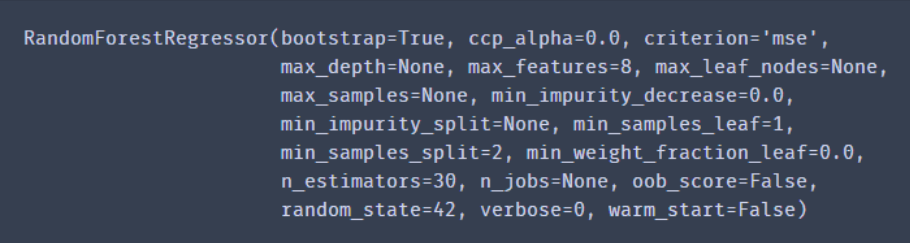 RandomForestRegressor(bootstrap=True, ccp_alpha=0.0, criterion='mse',
max_depth=None, max_features=8, max_leaf_nodes=None,
max_samples=None, min_impurity_decrease=0.0,
min_impurity_split=None, min_samples_leaf=1,
min_samples_split=2, min_weight_fraction_leaf=0.0,
n_estimators=30, n_jobs=None, oob_score=False,
random_state=42, verbose=0, warm_start=False)